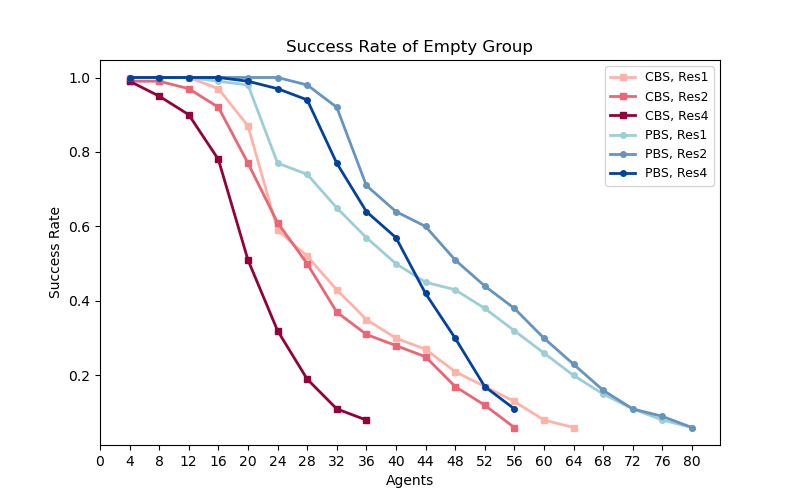 Success Rate of Empty Group
CBS, Res1
CBS, Res2
CBS, Res4
PBS, Res1
PBS, Res2
PBS, Res4
Success Rate
1.0
0.8
0.6
0.4
0.2
0 4 8 12 16 20 24 28 32 36 40 44 48 52 56 60 64 68 72 76 80
Agents